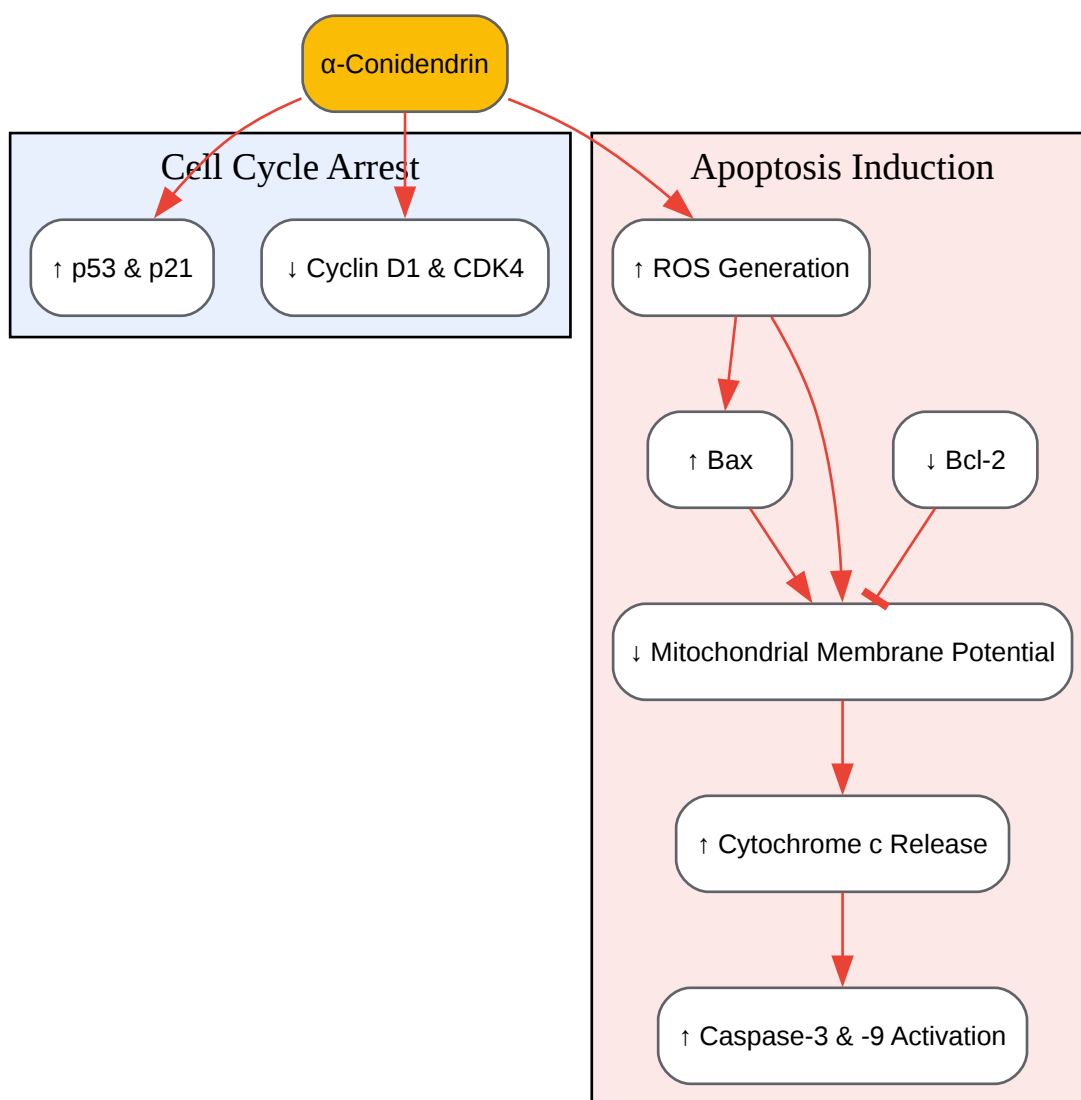 α-Conidendrin
Cell Cycle Arrest
Apoptosis Induction
↑ p53 & p21
↓ Cyclin D1 & CDK4
↑ ROS Generation
↑ Bax
↓ Bcl-2
↓ Mitochondrial Membrane Potential
↑ Cytochrome c Release
↑ Caspase-3 & -9 Activation